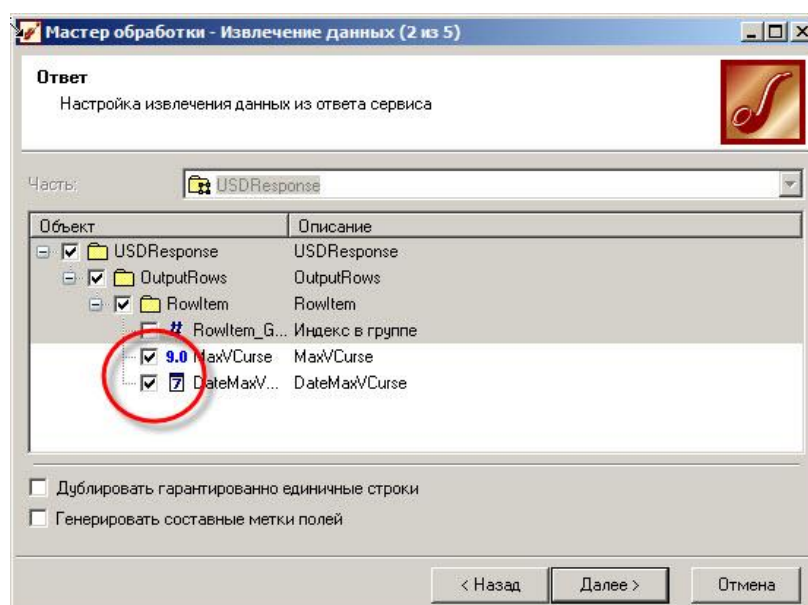 Мастер обработки - Извлечение данных (2 из 5)
Ответ
Настройка извлечения данных из ответа сервиса
Часть:
USDResponse
Объект Описание
USDResponse USDResponse
OutputRows OutputRows
RowItem RowItem
# RowItem_G... Индекс в группе
9.0 MaxVCurse MaxVCurse
7 DateMaxV... DateMaxVCurse
Дублировать гарантированно единичные строки
Генерировать составные метки полей
< Назад Далее > Отмена